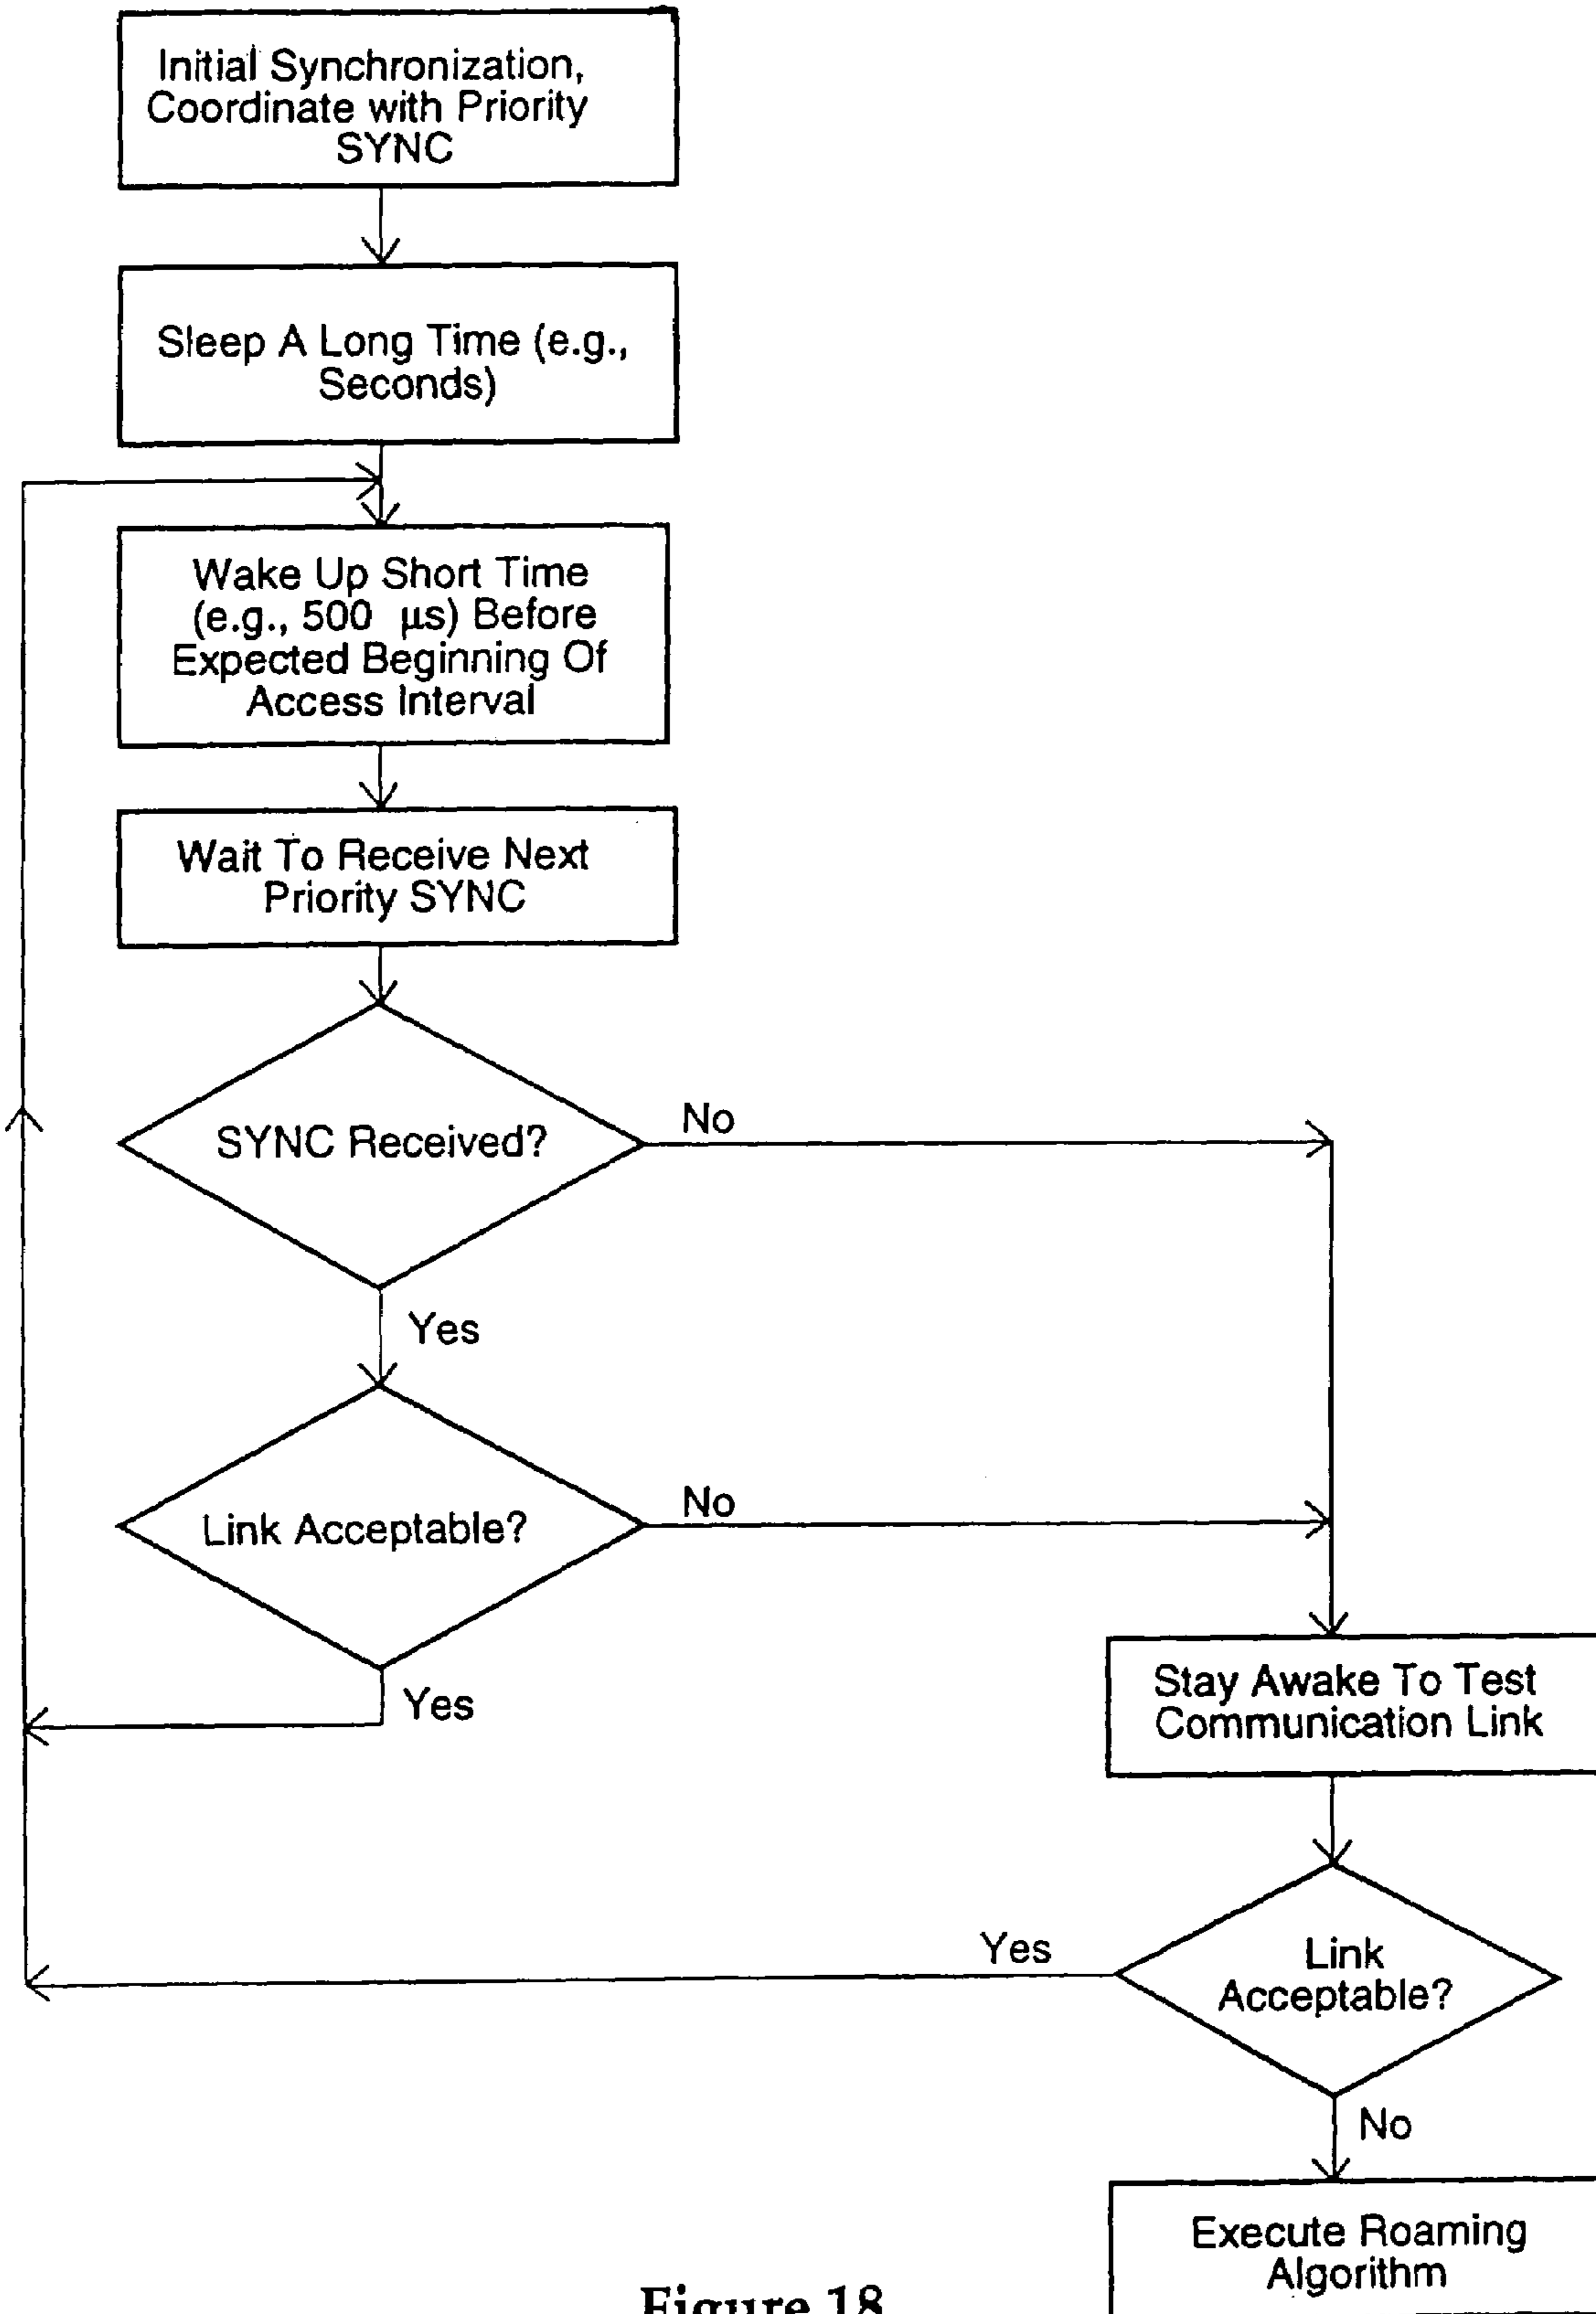 Initial Synchronization,
Coordinate with Priority
SYNC
Sleep A Long Time (e.g.,
Seconds)
Wake Up Short Time
(e.g., 500 µs) Before
Expected Beginning Of
Access Interval
Wait To Receive Next
Priority SYNC
SYNC Received?
No
Yes
Link Acceptable?
No
Yes
Stay Awake To Test
Communication Link
Link
Acceptable?
Yes
No
Execute Roaming
Algorithm
Figure 18